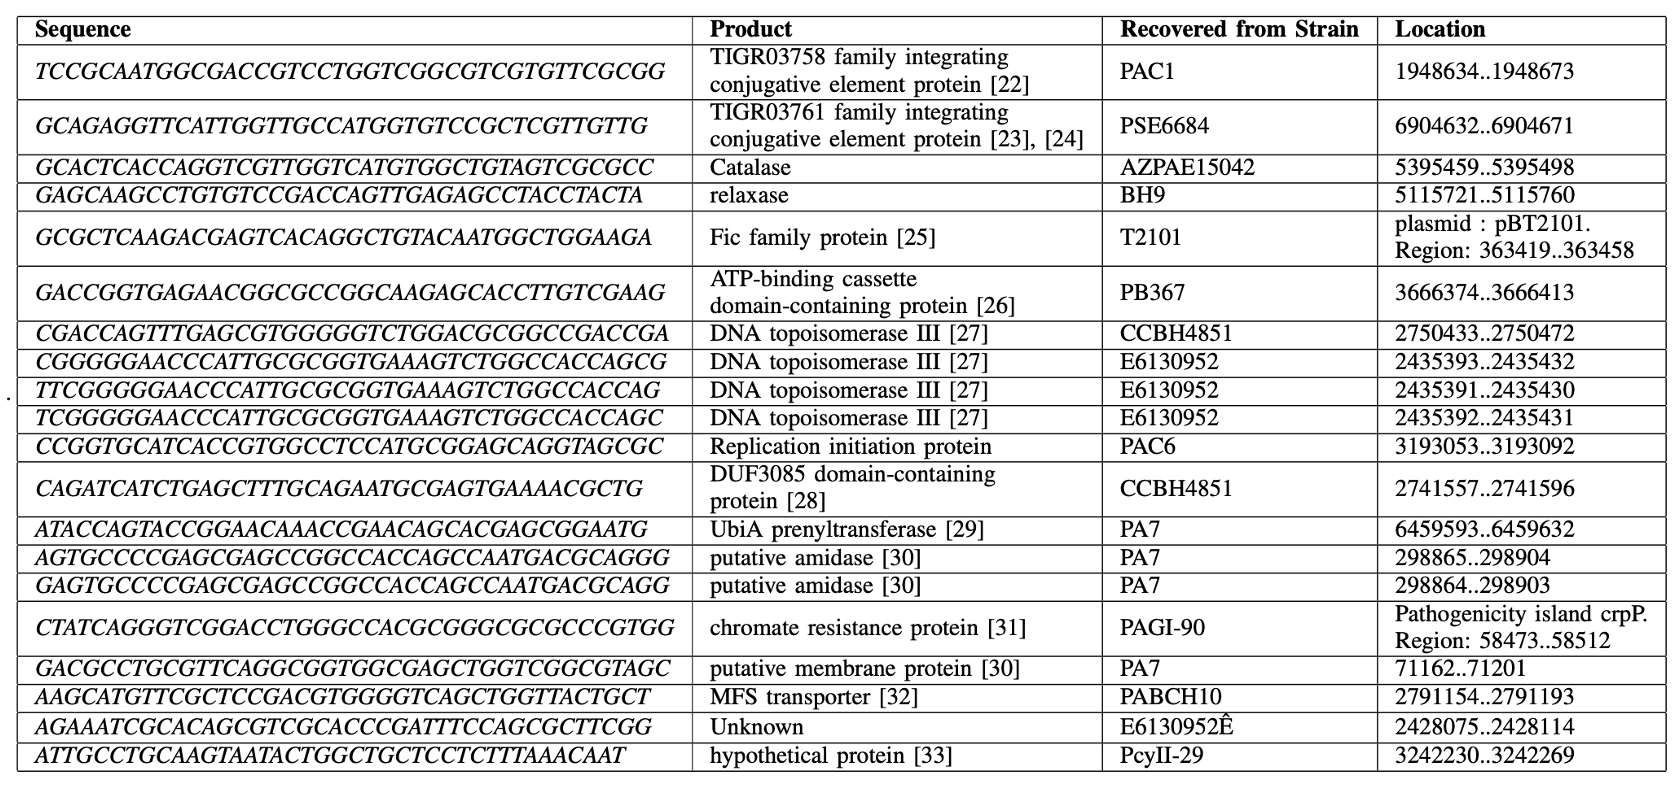 Sequence Product Recovered from Strain Location
TCCGCAATGGCGACCGTCCTGGTCGGCGTCGTGTTCGCGG TIGR03758 family integrating conjugative element protein [22] PAC1 1948634..1948673
GCAGAGGTTCATTGGTTGCCATGGTGTCCGCTCGTTGTTG TIGR03761 family integrating conjugative element protein [23], [24] PSE6684 6904632..6904671
GCACTCACCAGGTCGTTGGTCATGTGGCTGTAGTCGCGCC Catalase AZPAE15042 5395459..5395498
GAGCAAGCCTGTGTCCGACCAGTTGAGAGCCTACCTACTA relaxase BH9 5115721..5115760
GCGCTCAAGACGAGTCACAGGCTGTACAATGGCTGGAAGA Fic family protein [25] T2101 plasmid : pBT2101. Region: 363419..363458
GACCGGTGAGAACGGCGCCGGCAAGAGCACCTTGTCGAAG ATP-binding cassette domain-containing protein [26] PB367 3666374..3666413
CGACCAGTTTGAGCGTGGGGGTCTGGACGCGGCCGACCGA DNA topoisomerase III [27] CCBH4851 2750433..2750472
CGGGGGAACCCATTGCGCGGTGAAAGTCTGGCCACCAGCG DNA topoisomerase III [27] E6130952 2435393..2435432
TTCGGGGGAACCCATTGCGCGGTGAAAGTCTGGCCACCAG DNA topoisomerase III [27] E6130952 2435391..2435430
TCGGGGGAACCCATTGCGCGGTGAAAGTCTGGCCACCAGC DNA topoisomerase III [27] E6130952 2435392..2435431
CCGGTGCATCACCGTGGCCTCCATGCGGAGCAGGTAGCGC Replication initiation protein PAC6 3193053..3193092
CAGATCATCTGAGCTTTGCAGAATGCGAGTGAAAACGCTG DUF3085 domain-containing protein [28] CCBH4851 2741557..2741596
ATACCAGTACCGGAACAAACCGAACAGCACGAGCGGAATG UbiA prenyltransferase [29] PA7 6459593..6459632
AGTGCCCCCGAGCGAGCCGGCCACCAGCCAATGACGCAGGG putative amidase [30] PA7 298865..298904
GAGTGCCCCCGAGCGAGCCGGCCACCAGCCAATGACGCAGG putative amidase [30] PA7 298864..298903
CTATCAGGGTCGGACCTGGGCCACGCGGGCGCGCCCGTGG chromate resistance protein [31] PAGI-90 Pathogenicity island crpP. Region: 58473..58512
GACGCCTGCGTTCAGGCGGTGGCGAGCTGGTCGGCGTAGC putative membrane protein [30] PA7 71162..71201
AAGCATGTTCGCTCCGACGTGGGGTCAGCTGGTTACTGCT MFS transporter [32] PABCH10 2791154..2791193
AGAAATCGCACAGCGTCGCACCCGATTTCCAGCGCTTCGG Unknown E6130952Ê 2428075..2428114
ATTGCCTGCAAGTAATACTGGCTGCTCCTCTTTAAACAAT hypothetical protein [33] PcyII-29 3242230..3242269